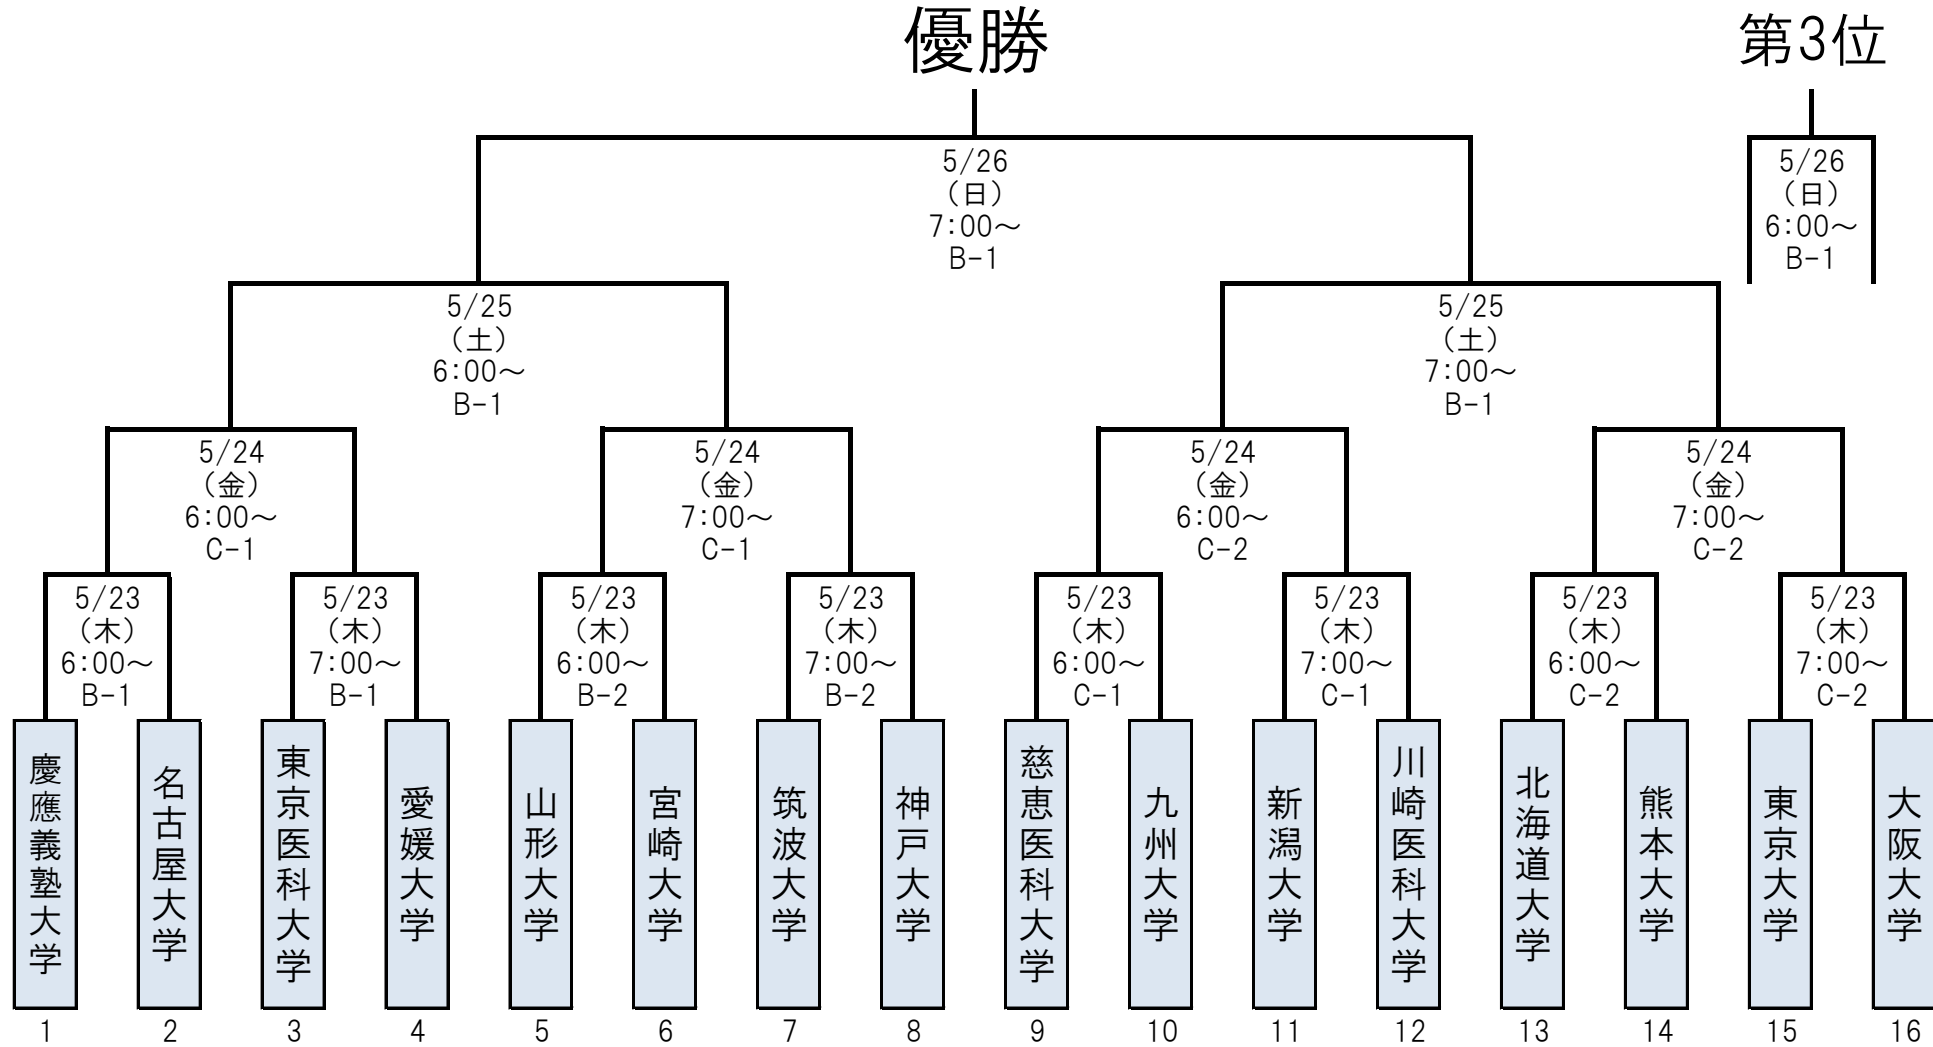 優勝
第3位
5/26
(日)
7:00～
B-1
5/26
(日)
6:00～
B-1
5/25
(土)
6:00～
B-1
5/25
(土)
7:00～
B-1
5/24
(金)
6:00～
C-1
5/24
(金)
7:00～
C-1
5/24
(金)
6:00～
C-2
5/24
(金)
7:00～
C-2
5/23
(木)
6:00～
B-1
5/23
(木)
7:00～
B-1
5/23
(木)
6:00～
B-2
5/23
(木)
7:00～
B-2
5/23
(木)
6:00～
C-1
5/23
(木)
7:00～
C-1
5/23
(木)
6:00～
C-2
5/23
(木)
7:00～
C-2
慶應義塾大学
名古屋大学
東京医科大学
愛媛大学
山形大学
宮崎大学
筑波大学
神戸大学
慈恵医科大学
九州大学
新潟大学
川崎医科大学
北海道大学
熊本大学
東京大学
大阪大学
1 2 3 4 5 6 7 8 9 10 11 12 13 14 15 16